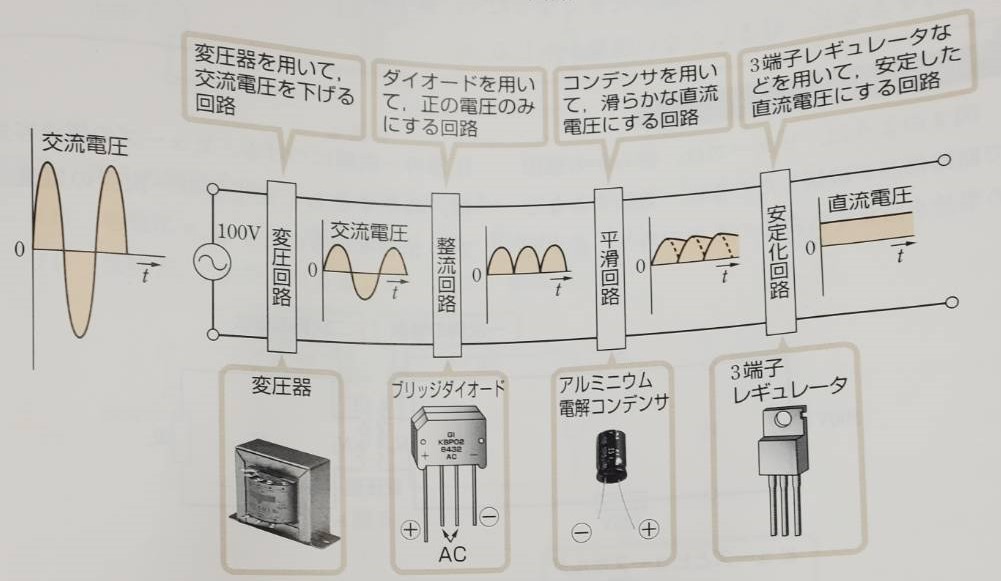 変圧器を用いて,
交流電圧を下げる
回路
ダイオードを用い
て, 正の電圧のみ
にする回路
コンデンサを用い
て, 滑らかな直流
電圧にする回路
3端子レギュレータな
どを用いて, 安定した
直流電圧にする回路
交流電圧
0
t
100V
変圧回路
交流電圧
0
t
整流回路
0
t
平滑回路
0
t
安定化回路
直流電圧
0
t
変圧器
ブリッジダイオード
GI
KBP02
9432
+ AC −
⊕ ⊖
AC
アルミニウム
電解コンデンサ
⊖ ⊕
3端子
レギュレータ